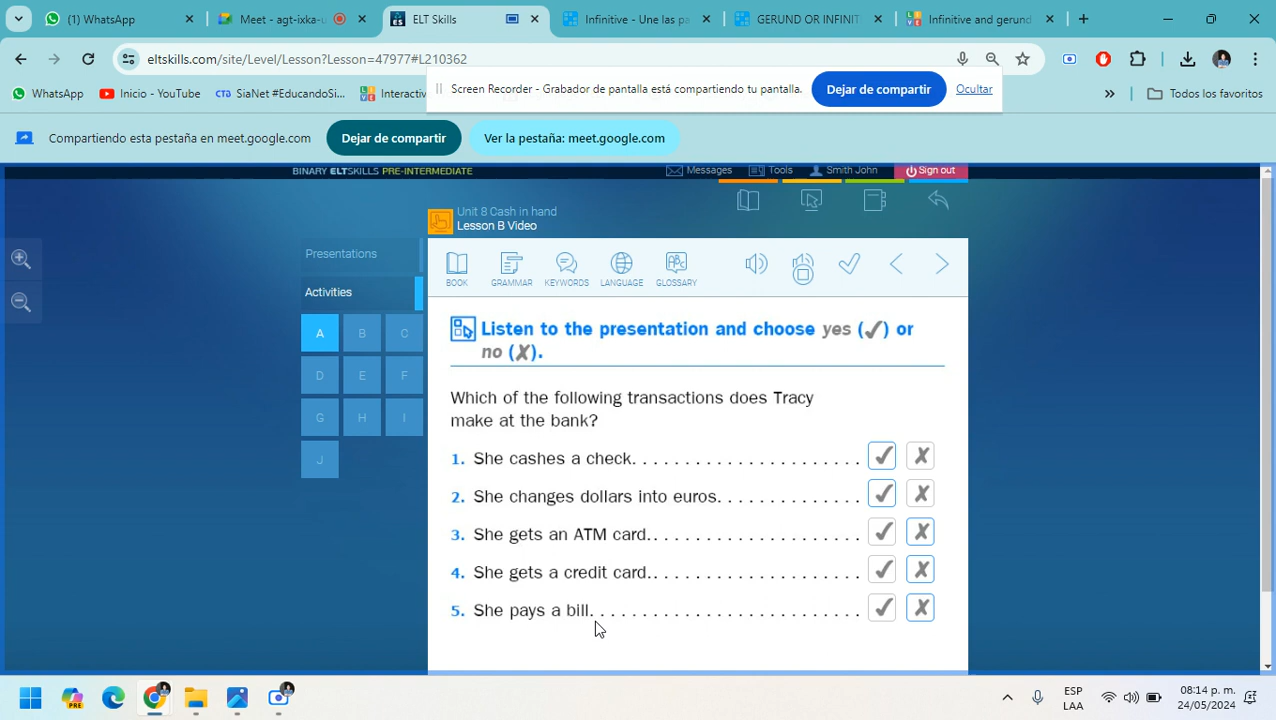 (1) WhatsApp
Meet - agt-ixka-u
ELT Skills
Infinitive - Une las pa
GERUND OR INFINIT
Infinitive and gerund
eltskills.com/site/Level/Lesson?Lesson=47977#L210362
WhatsApp
Inicio - YouTube
SiaNet #EducandoSi...
Interactiv
Screen Recorder - Grabador de pantalla está compartiendo tu pantalla.
Dejar de compartir
Ocultar
Todos los favoritos
Compartiendo esta pestaña en meet.google.com
Dejar de compartir
Ver la pestaña: meet.google.com
BINARY ELTSKILLS PRE-INTERMEDIATE
Messages
Tools
Smith John
Sign out
Unit 8 Cash in hand
Lesson B Video
Presentations
Activities
A B C
D E F
G H I
J
BOOK
GRAMMAR
KEYWORDS
LANGUAGE
GLOSSARY
Listen to the presentation and choose yes (✓) or
no (✗).
Which of the following transactions does Tracy
make at the bank?
1. She cashes a check. . . . . . . . . . . . . . . . . . . . . . ✓ ✗
2. She changes dollars into euros. . . . . . . . . . . . . . ✓ ✗
3. She gets an ATM card. . . . . . . . . . . . . . . . . . . . . ✓ ✗
4. She gets a credit card. . . . . . . . . . . . . . . . . . . . . ✓ ✗
5. She pays a bill. . . . . . . . . . . . . . . . . . . . . . . . . . ✓ ✗
ESP
LAA
08:14 p. m.
24/05/2024